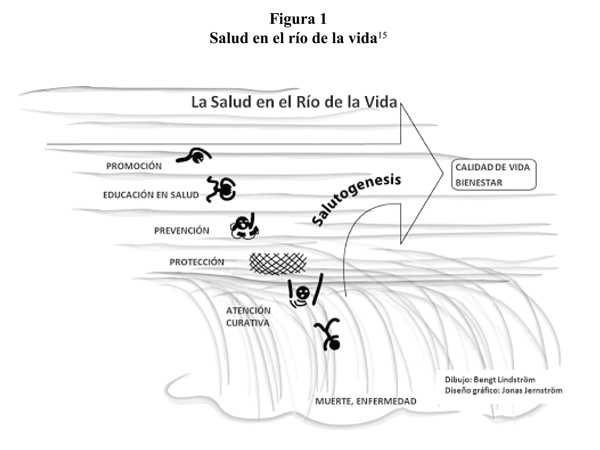 Figura 1
Salud en el río de la vida15
La Salud en el Río de la Vida
PROMOCIÓN
CALIDAD DE VIDA
BIENESTAR
EDUCACIÓN EN SALUD
Salutogenesis
PREVENCIÓN
PROTECCIÓN
ATENCIÓN
CURATIVA
Dibujo: Bengt Lindström
Diseño gráfico: Jonas Jernström
MUERTE, ENFERMEDAD